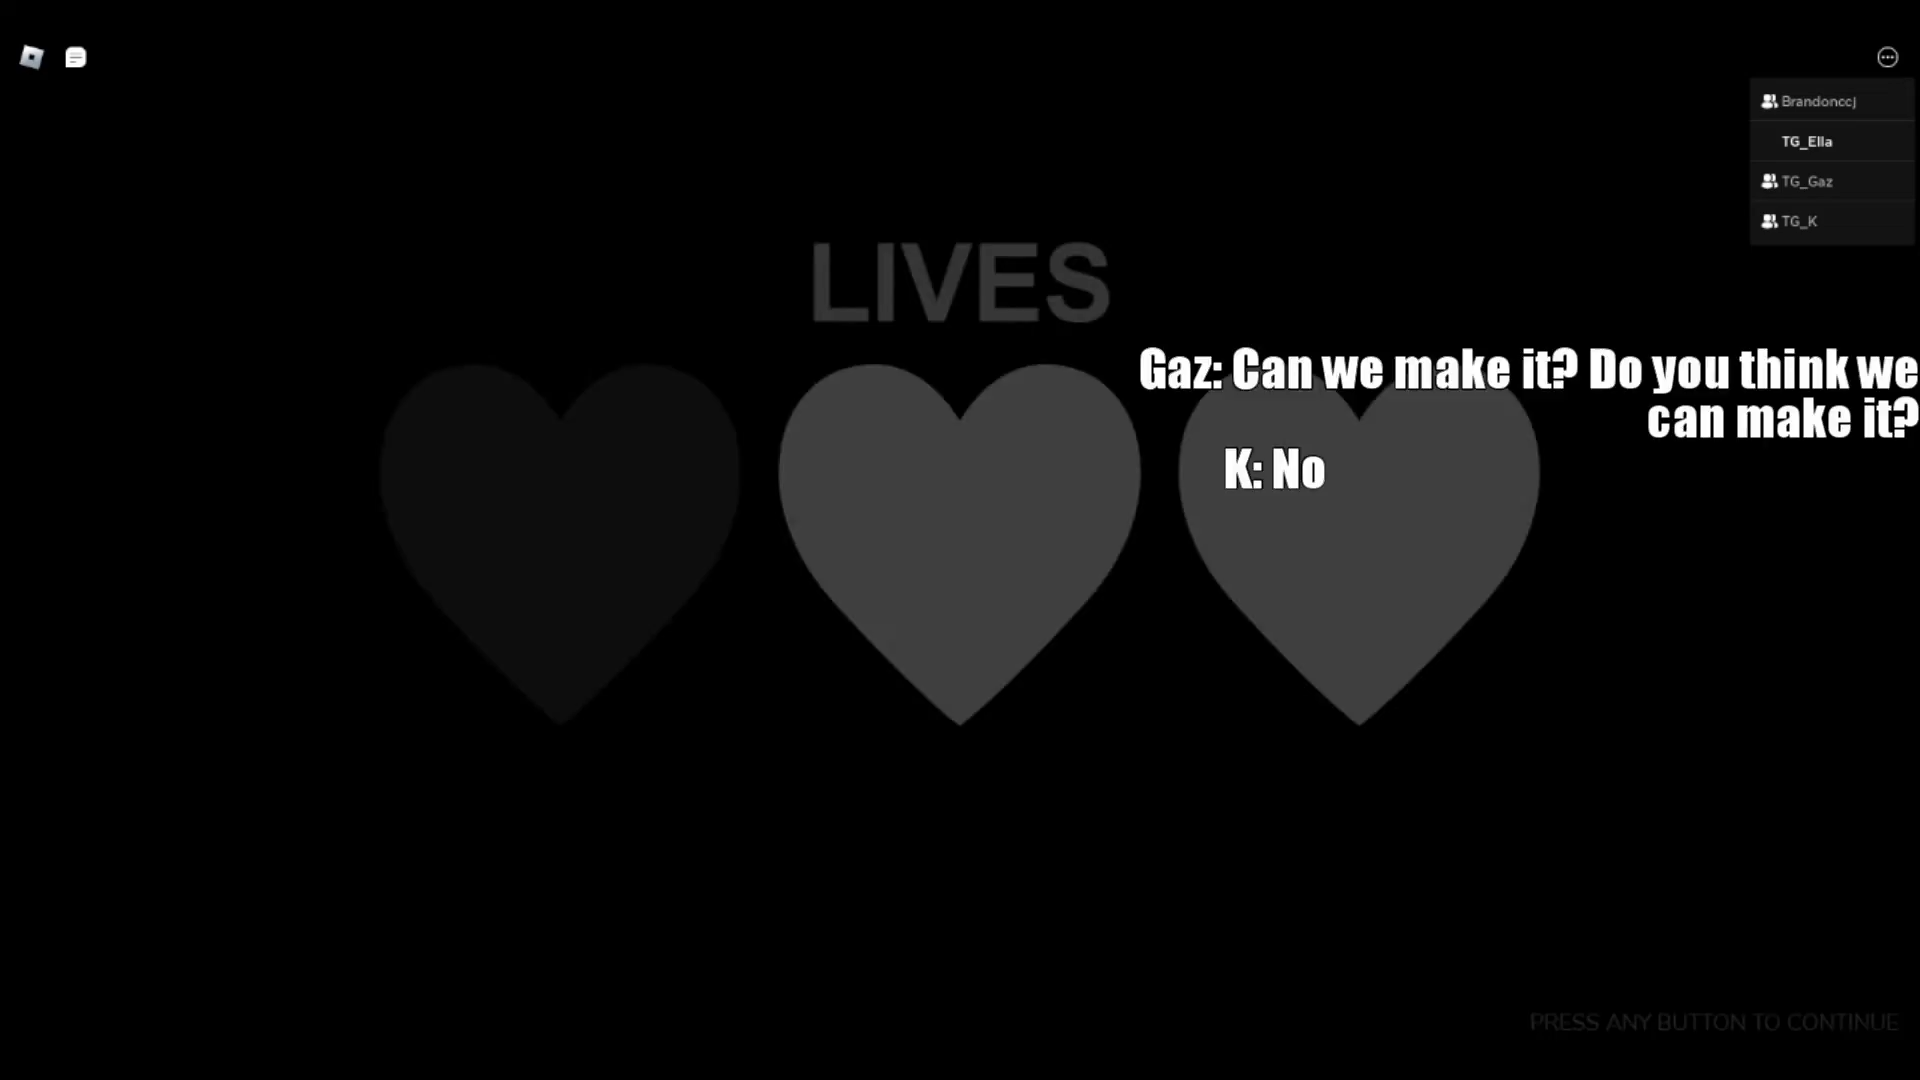 Brandonccj
TG_Ella
TG_Gaz
TG_K
LIVES
Gaz: Can we make it? Do you think we
can make it?
K: No
PRESS ANY BUTTON TO CONTINUE